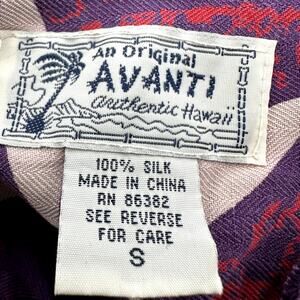 An Original
AVANTI
Authentic Hawaii
100% SILK
MADE IN CHINA
RN 86382
SEE REVERSE
FOR CARE
S